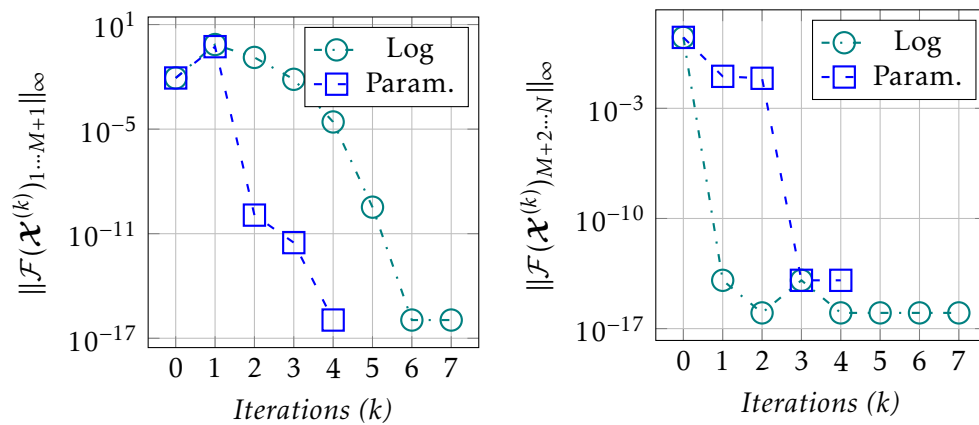 10^1
10^−5
10^−11
10^−17
||F(X^(k))_{1⋯M+1}||_∞
Log
Param.
0 1 2 3 4 5 6 7
Iterations (k)
10^−3
10^−10
10^−17
||F(X^(k))_{M+2⋯N}||_∞
Log
Param.
0 1 2 3 4 5 6 7
Iterations (k)